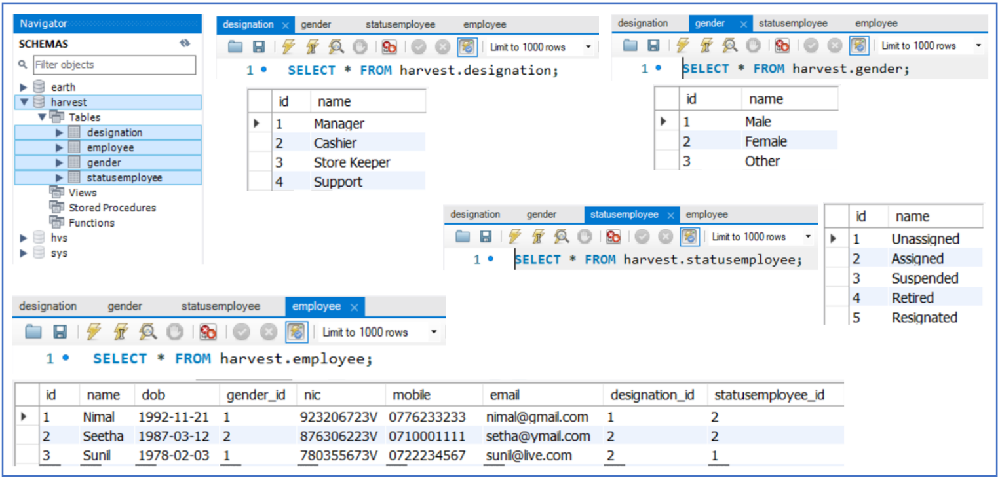 Navigator
SCHEMAS
Filter objects
earth
harvest
Tables
designation
employee
gender
statusemployee
Views
Stored Procedures
Functions
hvs
sys
designation × gender statusemployee employee
Limit to 1000 rows
1 SELECT * FROM harvest.designation;
id name
1 Manager
2 Cashier
3 Store Keeper
4 Support
designation gender × statusemployee employee
Limit to 1000 rows
1 SELECT * FROM harvest.gender;
id name
1 Male
2 Female
3 Other
designation gender statusemployee × employee
Limit to 1000 rows
1 SELECT * FROM harvest.statusemployee;
id name
1 Unassigned
2 Assigned
3 Suspended
4 Retired
5 Resignated
designation gender statusemployee employee ×
Limit to 1000 rows
1 SELECT * FROM harvest.employee;
id name dob gender_id nic mobile email designation_id statusemployee_id
1 Nimal 1992-11-21 1 923206723V 0776233233 nimal@gmail.com 1 2
2 Seetha 1987-03-12 2 876306223V 0710001111 setha@ymail.com 2 2
3 Sunil 1978-02-03 1 780355673V 0722234567 sunil@live.com 2 1